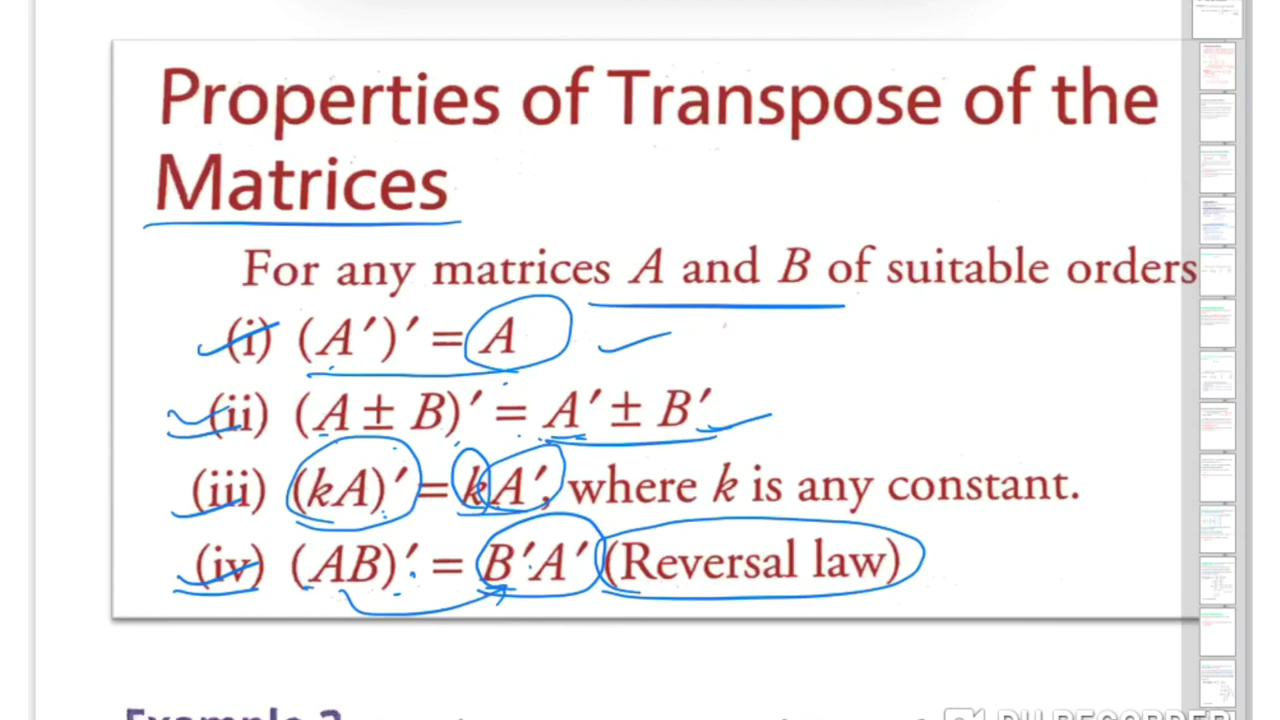 Properties of Transpose of the
Matrices
For any matrices A and B of suitable orders
(i) (A′)′ = A
(ii) (A ± B)′ = A′ ± B′
(iii) (kA)′ = kA′, where k is any constant.
(iv) (AB)′ = B′A′ (Reversal law)